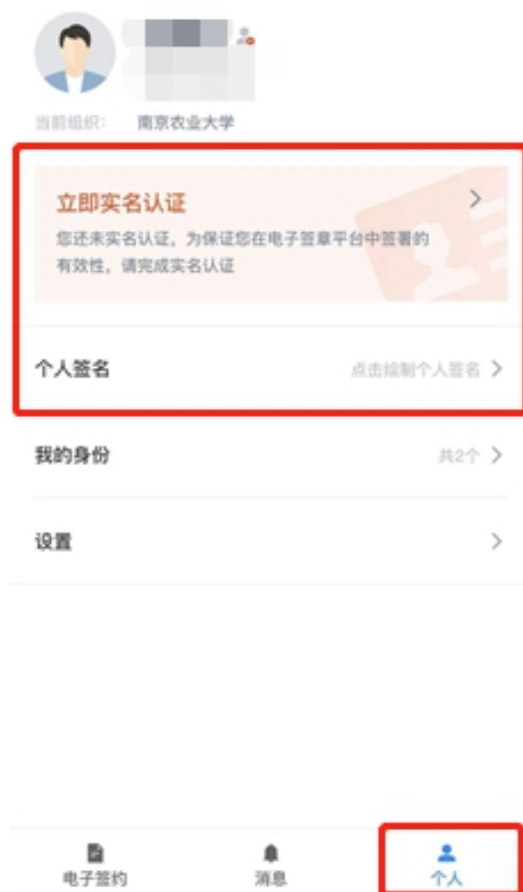 当前组织： 南京农业大学
立即实名认证
您还未实名认证，为保证您在电子签章平台中签署的
有效性，请完成实名认证
个人签名 点击绘制个人签名
我的身份 共2个
设置
电子签约 消息 个人